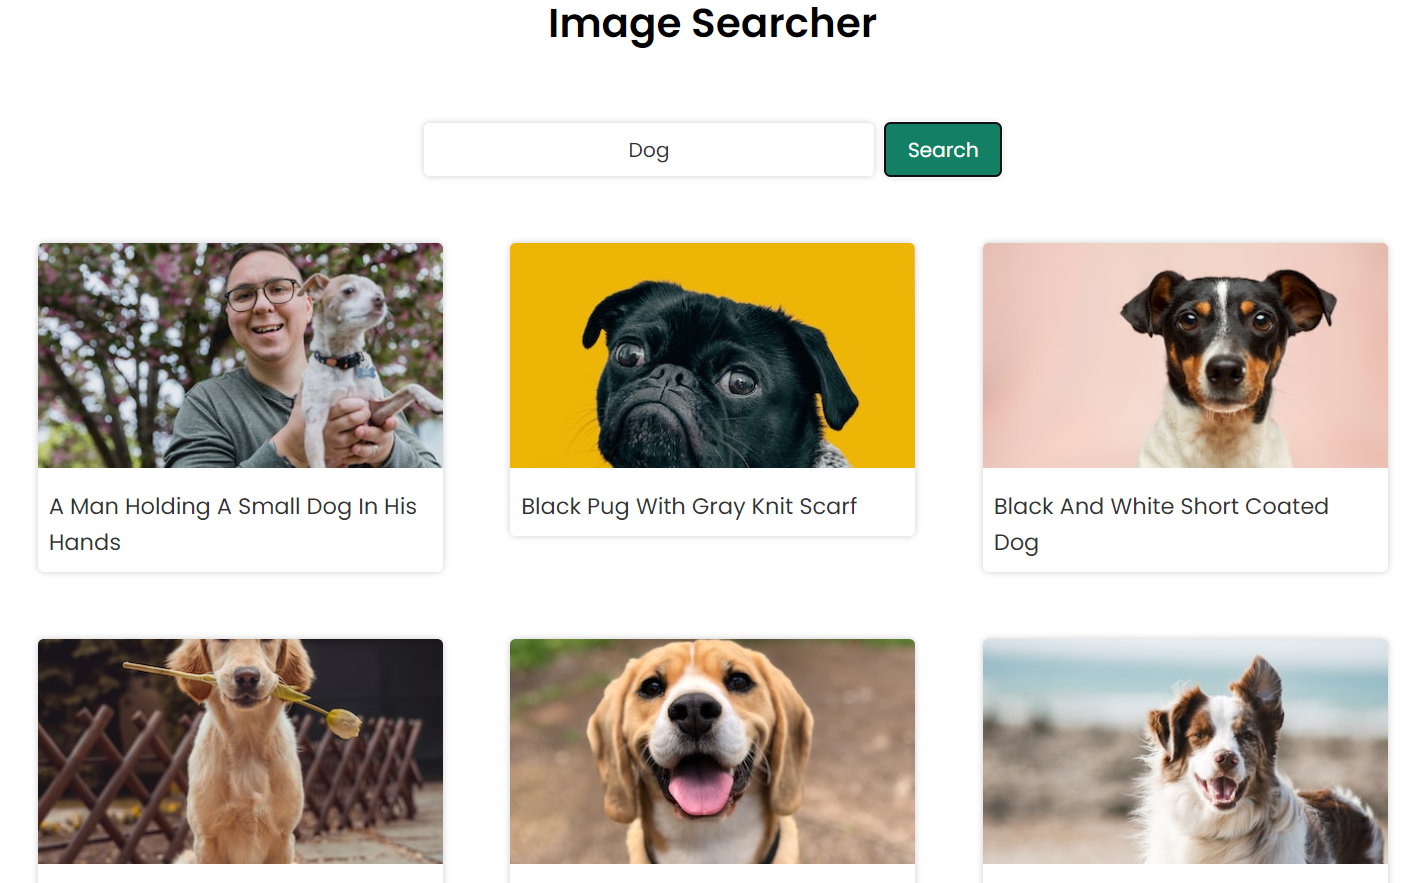 Image Searcher
Dog
Search
A Man Holding A Small Dog In His
Hands
Black Pug With Gray Knit Scarf
Black And White Short Coated
Dog